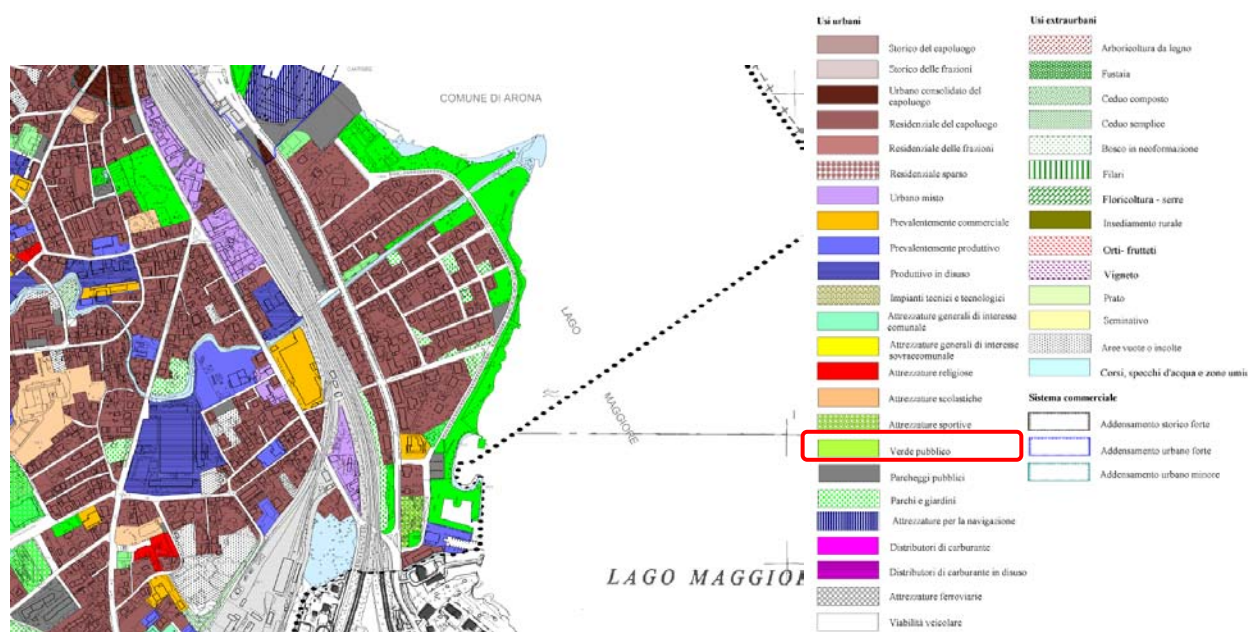 CANTIERE
COMUNE DI ARONA
LAGO
MAGGIORE
LAGO MAGGIOR
Usi urbani
Storico del capoluogo
Storico delle frazioni
Urbano consolidato del
capoluogo
Residenziale del capoluogo
Residenziale delle frazioni
Residenziale sparso
Urbano misto
Prevalentemente commerciale
Prevalentemente produttivo
Produttivo in disuso
Impianti tecnici e tecnologici
Attrezzature generali di interesse
comunale
Attrezzature generali di interesse
sovraccomunale
Attrezzature religiose
Attrezzature scolastiche
Attrezzature sportive
Verde pubblico
Parcheggi pubblici
Parchi e giardini
Attrezzature per la navigazione
Distributori di carburante
Distributori di carburante in disuso
Attrezzature ferroviarie
Viabilità veicolare
Usi extraurbani
Arboricoltura da legno
Fustaia
Ceduo composto
Ceduo semplice
Bosco in neoformazione
Filari
Floricoltura - serre
Insediamento rurale
Orti- frutteti
Vigneto
Prato
Seminativo
Aree vuote o incolte
Corsi, specchi d'acqua e zone umi
Sistema commerciale
Addensamento storico forte
Addensamento urbano forte
Addensamento urbano minore